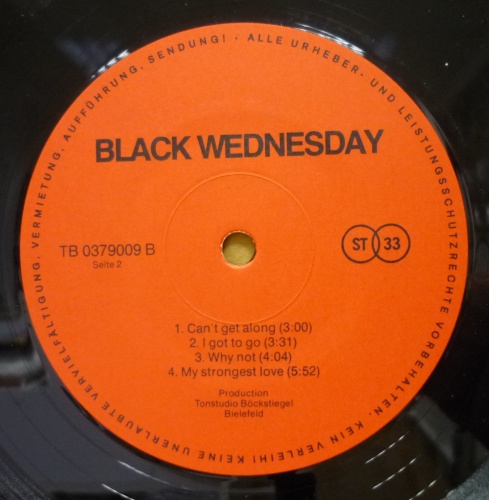 BLACK WEDNESDAY
TB 0379009 B
Seite 2
ST 33
1. Can't get along (3:00)
2. I got to go (3:31)
3. Why not (4:04)
4. My strongest love (5:52)
Production
Tonstudio Böckstiegel
Bielefeld
ALLE URHEBER- UND LEISTUNGSSCHUTZRECHTE VORBEHALTEN. KEIN VERLEIH! KEINE UNERLAUBTE VERVIELFÄLTIGUNG, VERMIETUNG, AUFFÜHRUNG, SENDUNG! ·